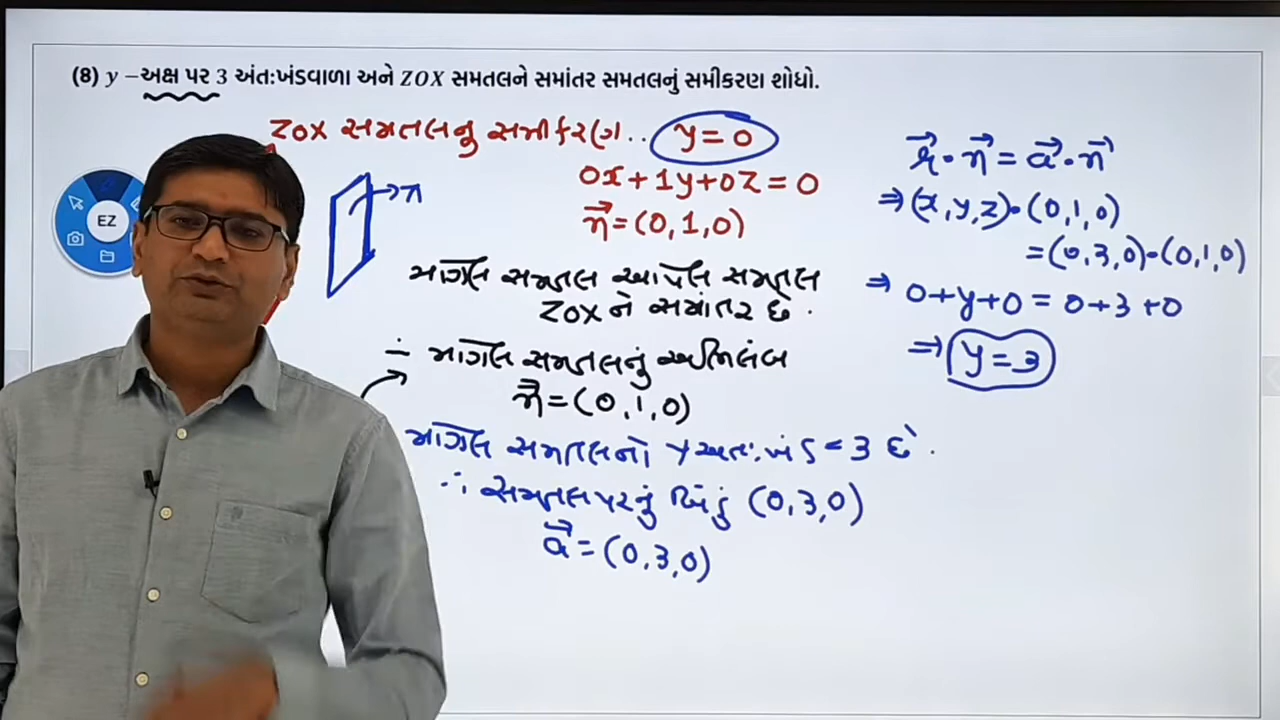 (8) y –અક્ષ પર 3 અંતઃખંડવાળા અને ZOX સમતલને સમાંતર સમતલનું સમીકરણ શોધો.
ZOX સમતલનું સમીકરણ.. y=0
0x+1y+0z=0
n⃗=(0,1,0)
π
EZ
માગેલ સમતલ આપેલ સમતલ
ZOX ને સમાંતર છે.
∴ માગેલ સમતલનું અભિલંબ
n⃗=(0,1,0)
માગેલ સમતલનો y અંતઃખંડ = 3 છે.
∴ સમતલ પરનું બિંદુ (0,3,0)
a⃗=(0,3,0)
r⃗·n⃗=a⃗·n⃗
⇒(x,y,z)·(0,1,0)
=(0,3,0)·(0,1,0)
⇒ 0+y+0=0+3+0
⇒ y=3